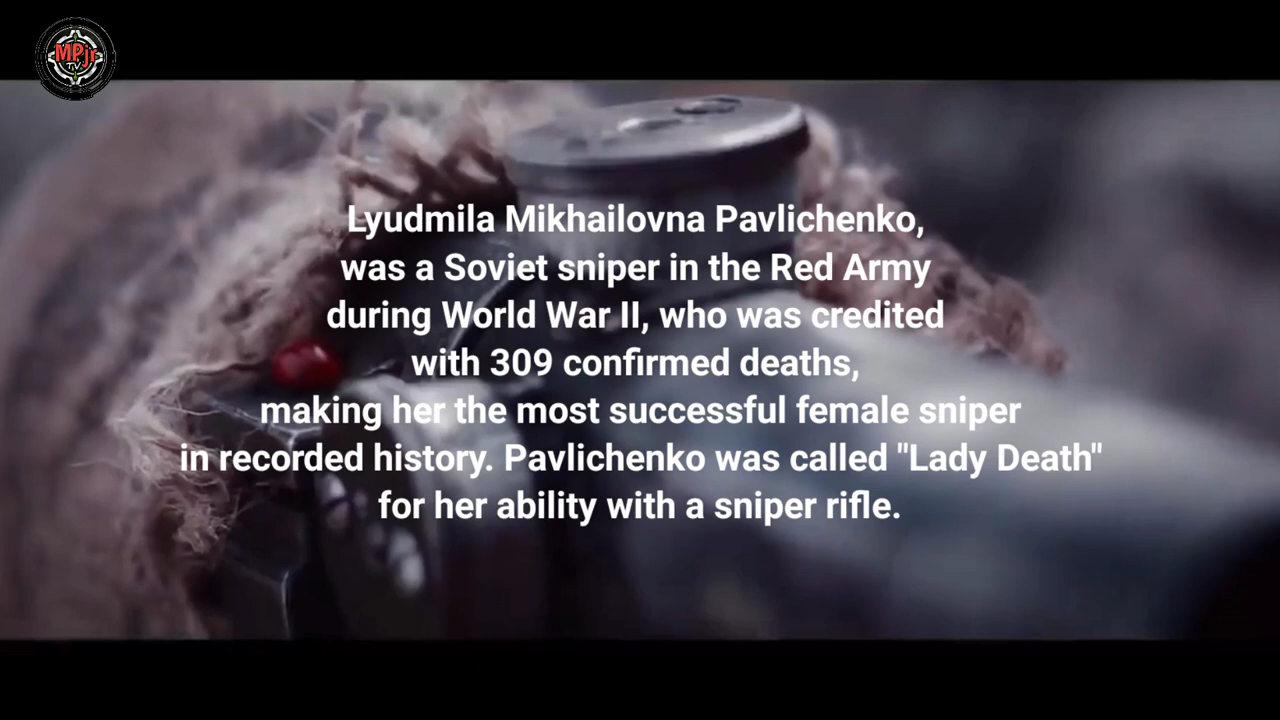 MPjr
TV
Lyudmila Mikhailovna Pavlichenko,
was a Soviet sniper in the Red Army
during World War II, who was credited
with 309 confirmed deaths,
making her the most successful female sniper
in recorded history. Pavlichenko was called "Lady Death"
for her ability with a sniper rifle.